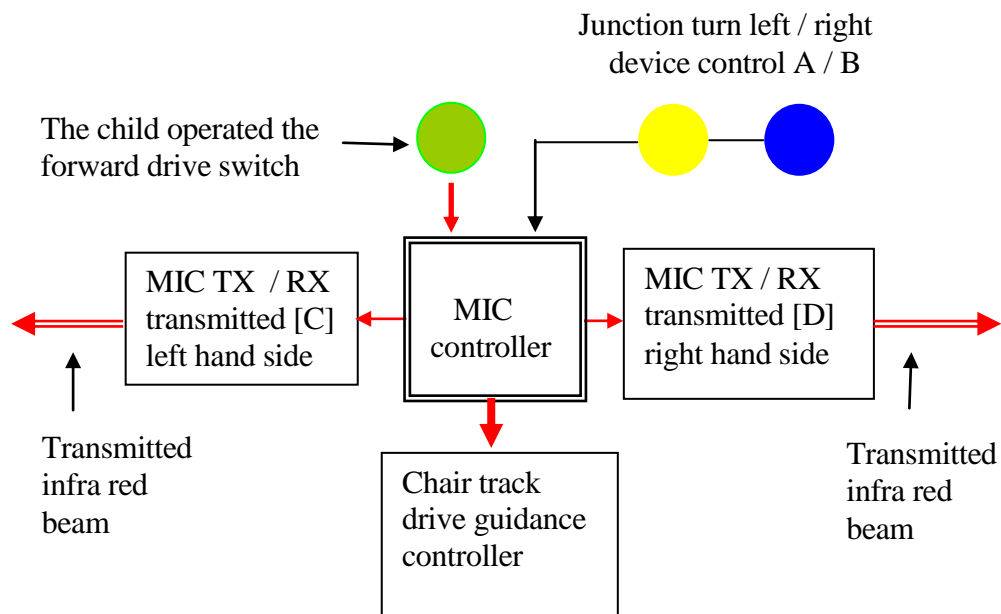 Junction turn left / right
device control A / B
The child operated the
forward drive switch
MIC TX / RX
transmitted [C]
left hand side
MIC
controller
MIC TX / RX
transmitted [D]
right hand side
Transmitted
infra red
beam
Chair track
drive guidance
controller
Transmitted
infra red
beam